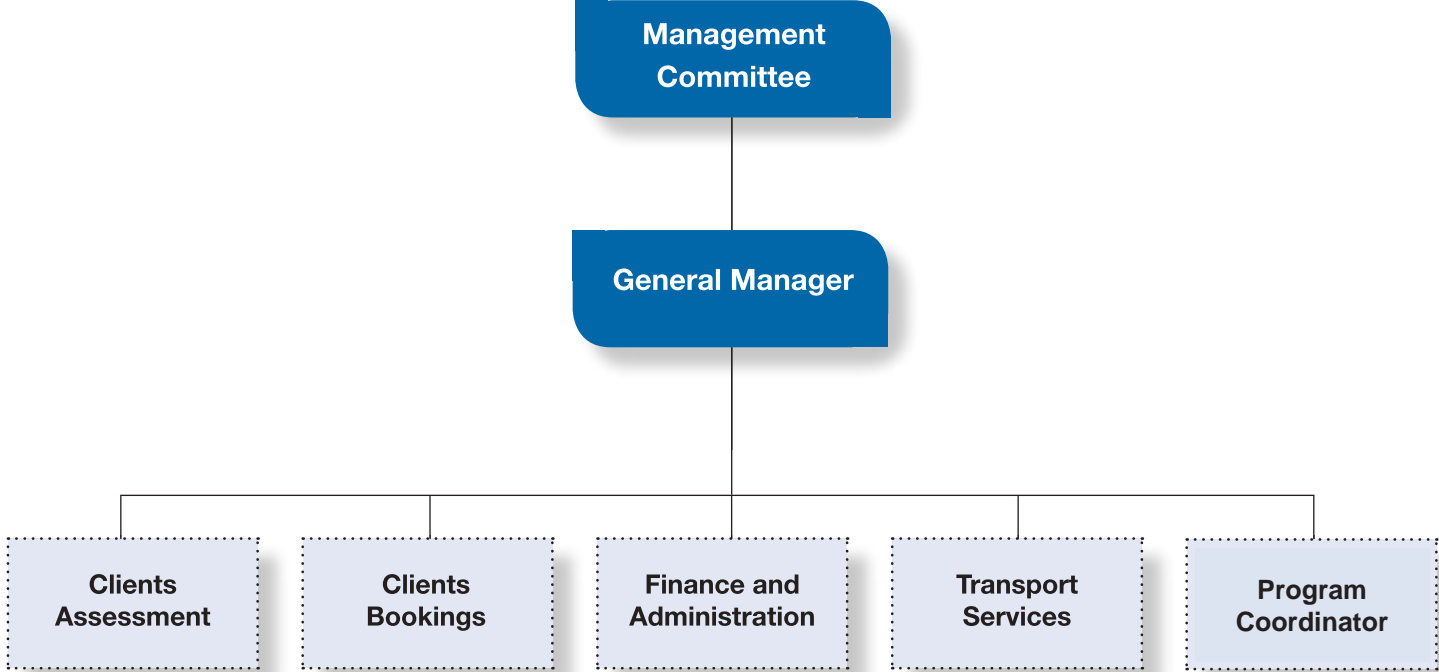 Management
Committee
General Manager
Clients
Assessment
Clients
Bookings
Finance and
Administration
Transport
Services
Program
Coordinator